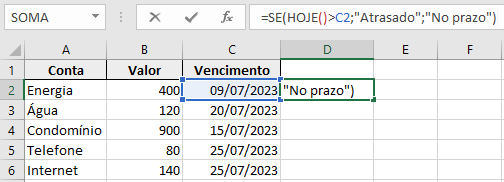 SOMA =SE(HOJE()>C2;"Atrasado";"No prazo")
A B C D E F
1 Conta Valor Vencimento
2 Energia 400 09/07/2023 "No prazo")
3 Água 120 20/07/2023
4 Condomínio 900 15/07/2023
5 Telefone 80 25/07/2023
6 Internet 140 25/07/2023